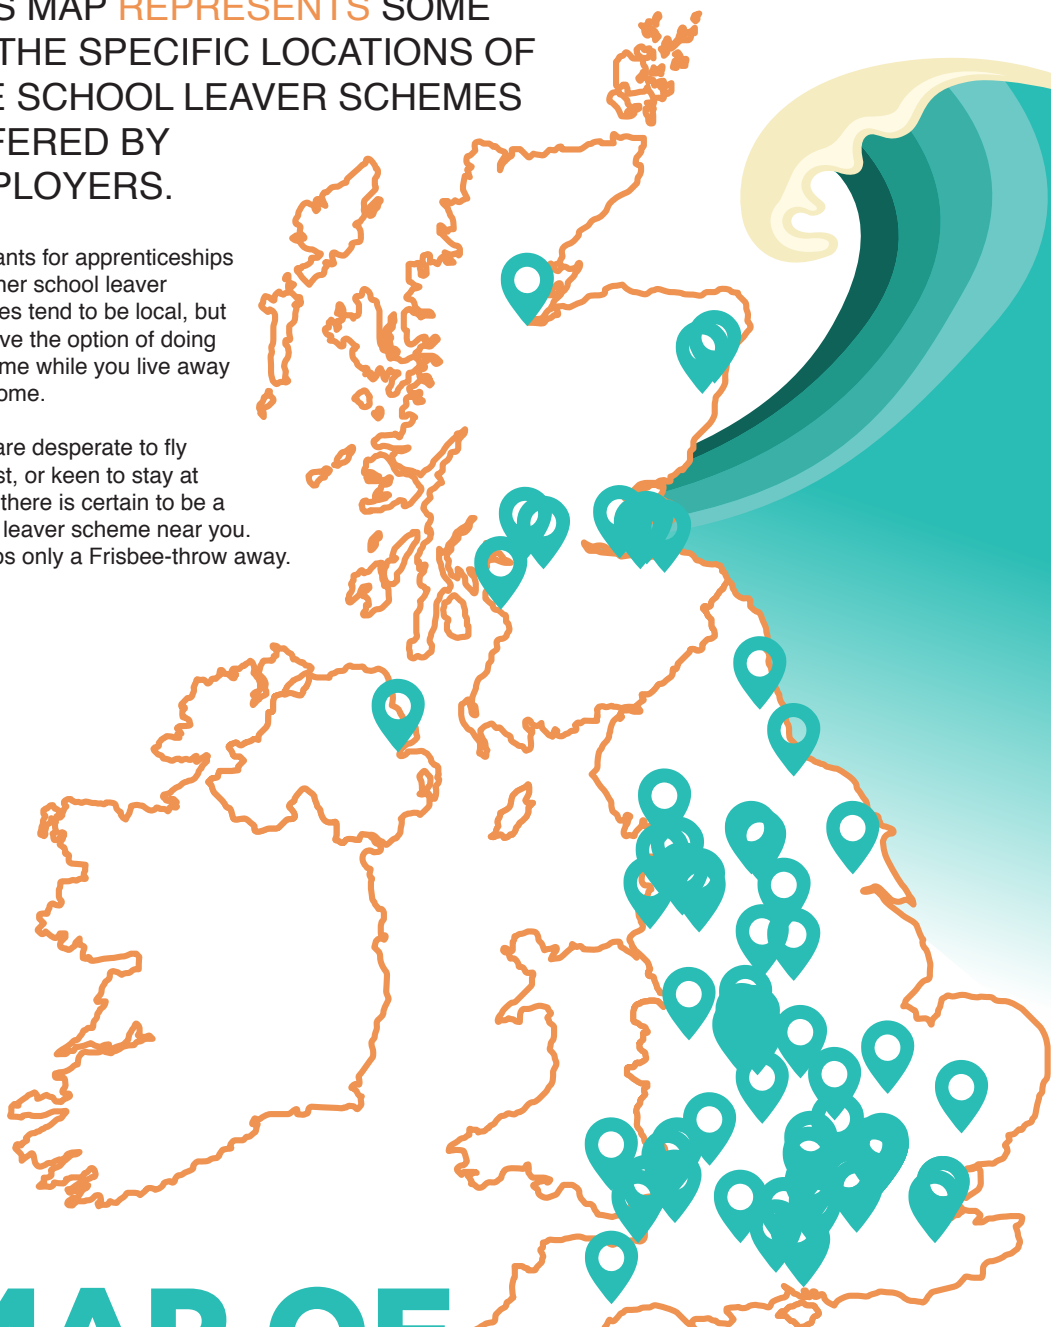 S MAP REPRESENTS SOME
THE SPECIFIC LOCATIONS OF
E SCHOOL LEAVER SCHEMES
FERED BY
PLOYERS.
ants for apprenticeships
her school leaver
es tend to be local, but
ve the option of doing
me while you live away
ome.
are desperate to fly
st, or keen to stay at
there is certain to be a
leaver scheme near you.
ps only a Frisbee-throw away.
MAP OF